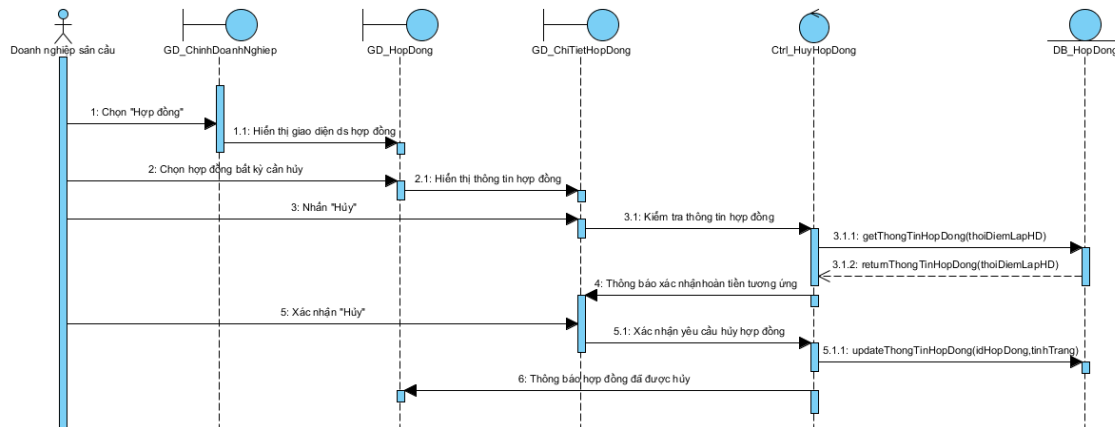 Doanh nghiệp sân cầu
GD_ChinhDoanhNghiep
GD_HopDong
GD_ChiTietHopDong
Ctrl_HuyHopDong
DB_HopDong
1: Chọn "Hợp đồng"
1.1: Hiển thị giao diện ds hợp đồng
2: Chọn hợp đồng bất kỳ cần hủy
2.1: Hiển thị thông tin hợp đồng
3: Nhấn "Hủy"
3.1: Kiểm tra thông tin hợp đồng
3.1.1: getThongTinHopDong(thoiDiemLapHD)
3.1.2: returnThongTinHopDong(thoiDiemLapHD)
4: Thông báo xác nhậnhoàn tiền tương ứng
5: Xác nhận "Hủy"
5.1: Xác nhận yêu cầu hủy hợp đồng
5.1.1: updateThongTinHopDong(idHopDong,tinhTrang)
6: Thông báo hợp đồng đã được hủy